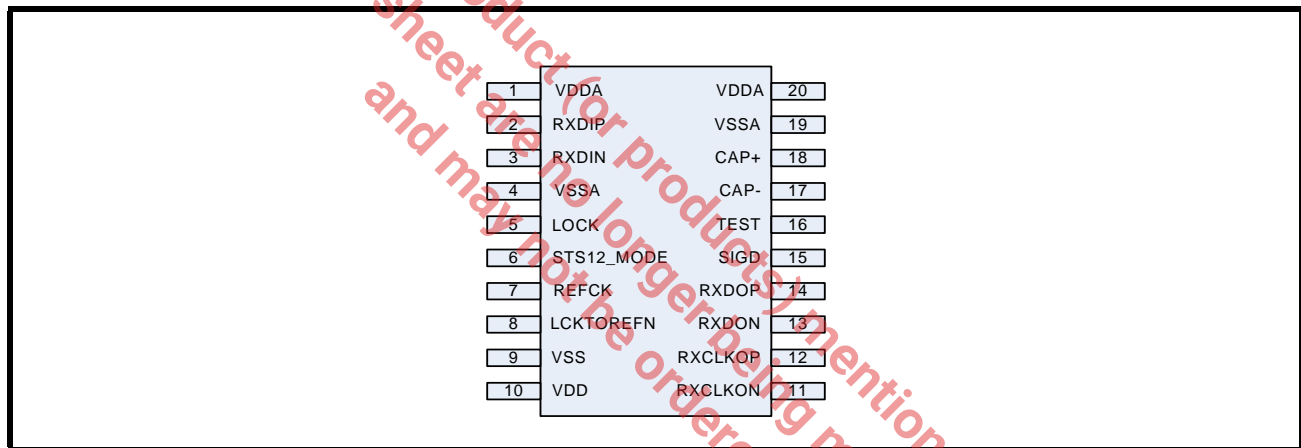 1 VDDA VDDA 20
2 RXDIP VSSA 19
3 RXDIN CAP+ 18
4 VSSA CAP- 17
5 LOCK TEST 16
6 STS12_MODE SIGD 15
7 REFCK RXDOP 14
8 LCKTOREFN RXDON 13
9 VSS RXCLKOP 12
10 VDD RXCLKON 11
(or products) mention
sheet are no longer being
and may not be